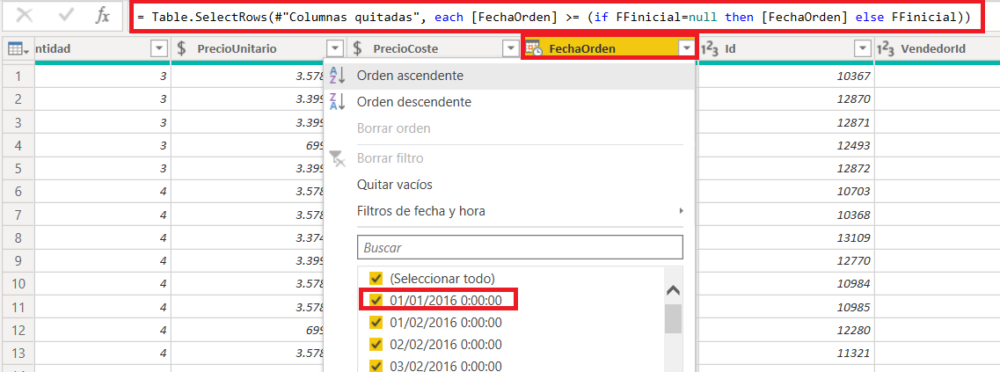 = Table.SelectRows(#"Columnas quitadas", each [FechaOrden] >= (if FFinicial=null then [FechaOrden] else FFinicial))
ntidad $ PrecioUnitario $ PrecioCoste FechaOrden 1²3 Id 1²3 VendedorId
1 3 3.578 10367
2 3 3.399 12870
3 3 3.399 12871
4 3 699 12493
5 3 3.399 12872
6 4 3.578 10703
7 4 3.578 10368
8 4 3.374 13109
9 4 3.399 12770
10 4 3.578 10984
11 4 3.578 10985
12 4 699 12280
13 4 3.578 11321
Orden ascendente
Orden descendente
Borrar orden
Borrar filtro
Quitar vacíos
Filtros de fecha y hora
Buscar
(Seleccionar todo)
01/01/2016 0:00:00
01/02/2016 0:00:00
02/02/2016 0:00:00
03/02/2016 0:00:00